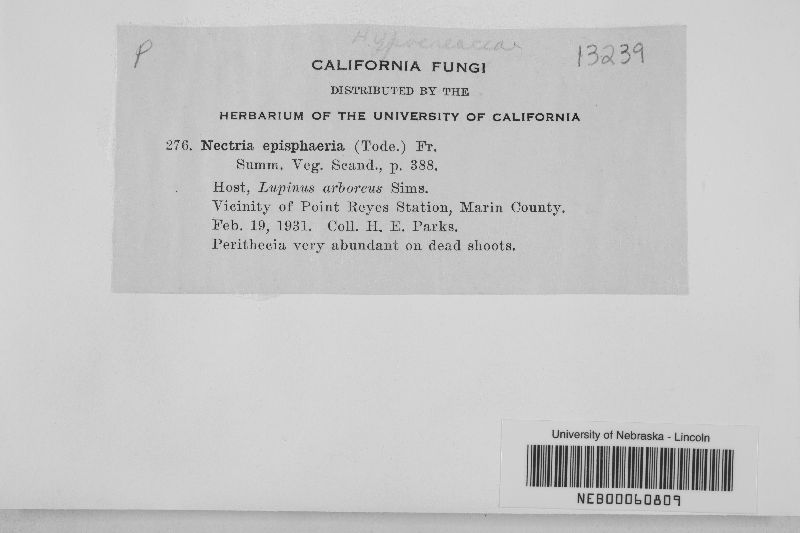 P
Hypocreaceae
13239
CALIFORNIA FUNGI
DISTRIBUTED BY THE
HERBARIUM OF THE UNIVERSITY OF CALIFORNIA
276. Nectria episphaeria (Tode.) Fr.
Summ. Veg. Scand., p. 388.
Host, Lupinus arboreus Sims.
Vicinity of Point Reyes Station, Marin County.
Feb. 19, 1931. Coll. H. E. Parks.
Perithecia very abundant on dead shoots.
University of Nebraska - Lincoln
NEB00060809